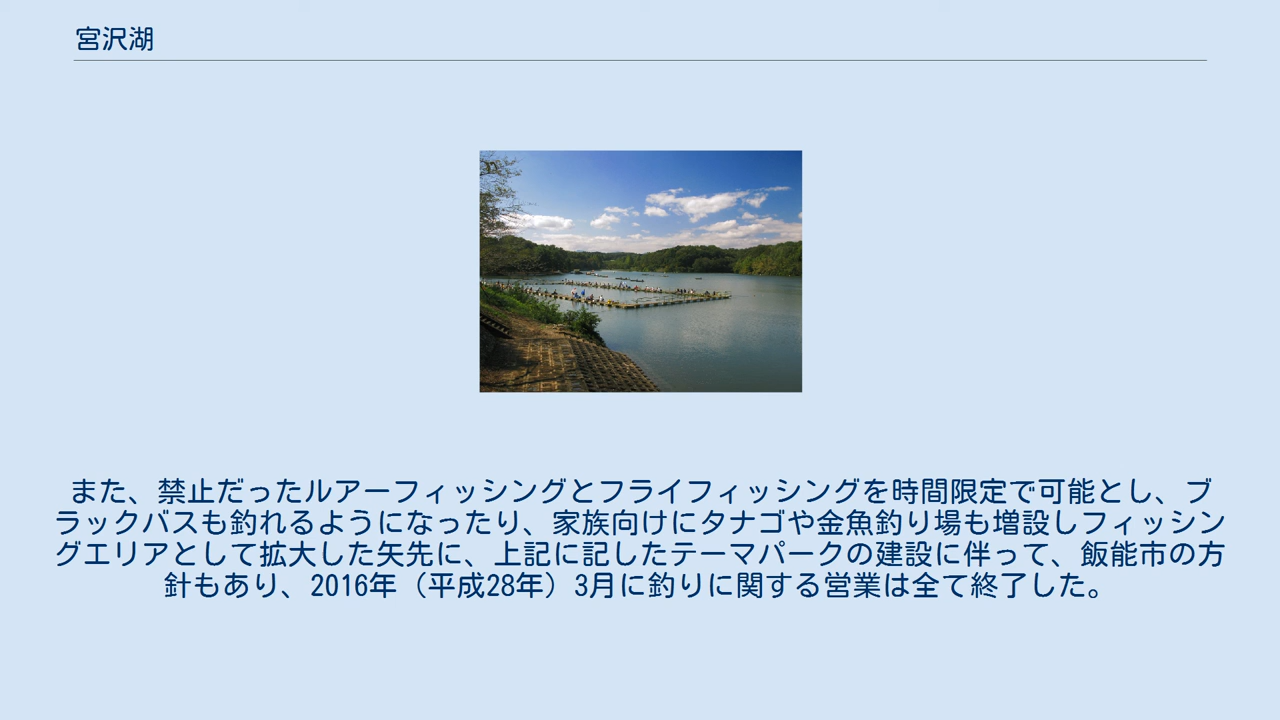 宮沢湖
また、禁止だったルアーフィッシングとフライフィッシングを時間限定で可能とし、ブ
ラックバスも釣れるようになったり、家族向けにタナゴや金魚釣り場も増設しフィッシン
グエリアとして拡大した矢先に、上記に記したテーマパークの建設に伴って、飯能市の方
針もあり、2016年（平成28年）3月に釣りに関する営業は全て終了した。